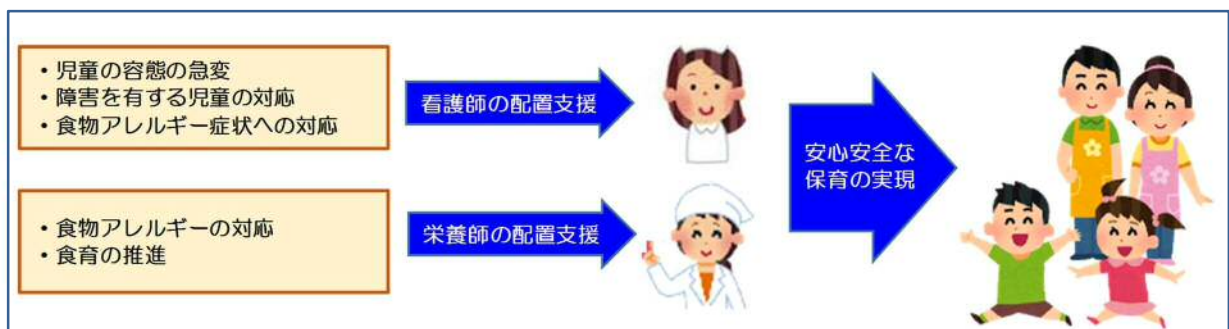 ・児童の容態の急変
・障害を有する児童の対応
・食物アレルギー症状への対応
看護師の配置支援
・食物アレルギーの対応
・食育の推進
栄養師の配置支援
安心安全な
保育の実現